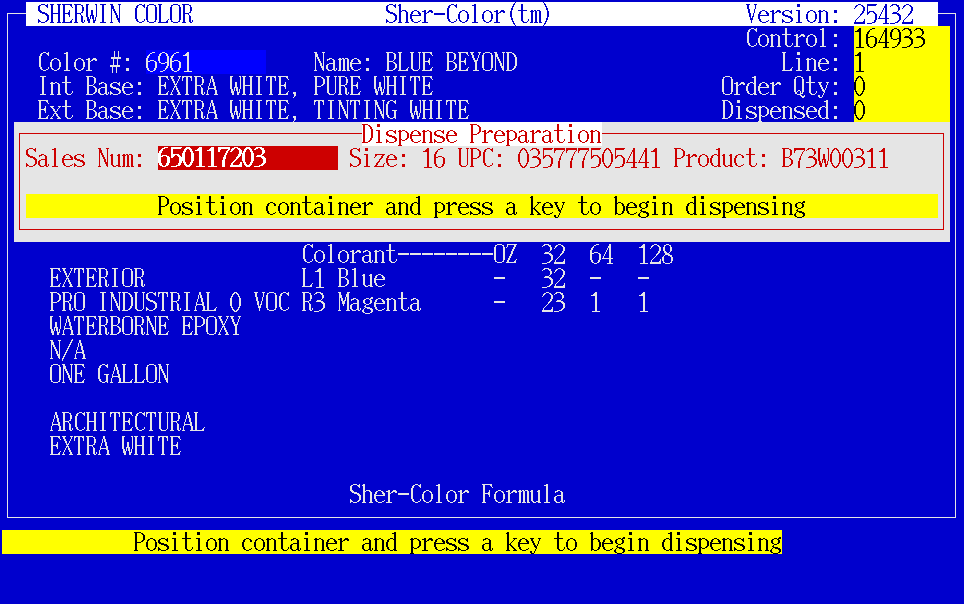 SHERWIN COLOR Sher-Color(tm) Version: 25432
Control: 164933
Color #: 6961 Name: BLUE BEYOND Line: 1
Int Base: EXTRA WHITE, PURE WHITE Order Qty: 0
Ext Base: EXTRA WHITE, TINTING WHITE Dispensed: 0
Dispense Preparation
Sales Num: 650117203 Size: 16 UPC: 035777505441 Product: B73W00311
Position container and press a key to begin dispensing
Colorant--------OZ 32 64 128
EXTERIOR L1 Blue - 32 - -
PRO INDUSTRIAL 0 VOC R3 Magenta - 23 1 1
WATERBORNE EPOXY
N/A
ONE GALLON
ARCHITECTURAL
EXTRA WHITE
Sher-Color Formula
Position container and press a key to begin dispensing